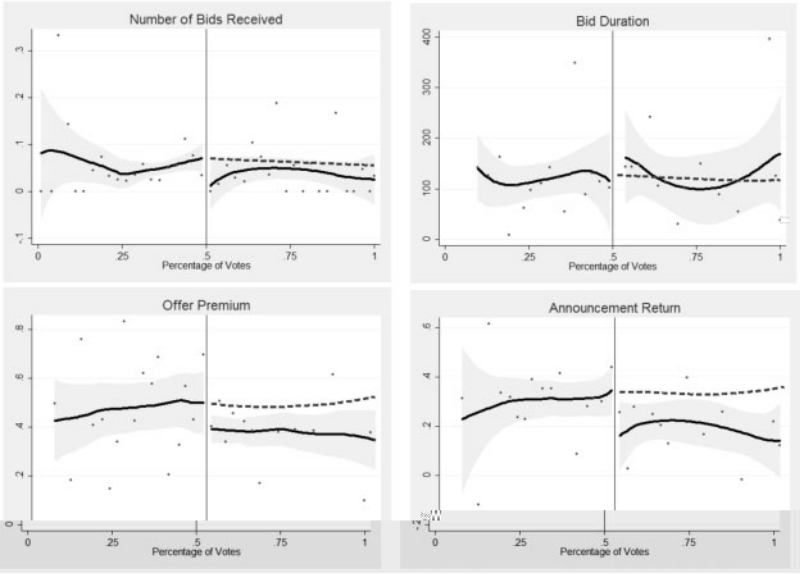 Number of Bids Received
.3
.2
.1
0
-.1
0 .25 .5 .75 1
Percentage of Votes
Bid Duration
400
300
200
100
0
0 .25 .5 .75 1
Percentage of Votes
Offer Premium
.8
.6
.4
.2
0
0 .25 .5 .75 1
Percentage of Votes
Announcement Return
.6
.4
.2
0
0 .25 .5 .75 1
Percentage of Votes